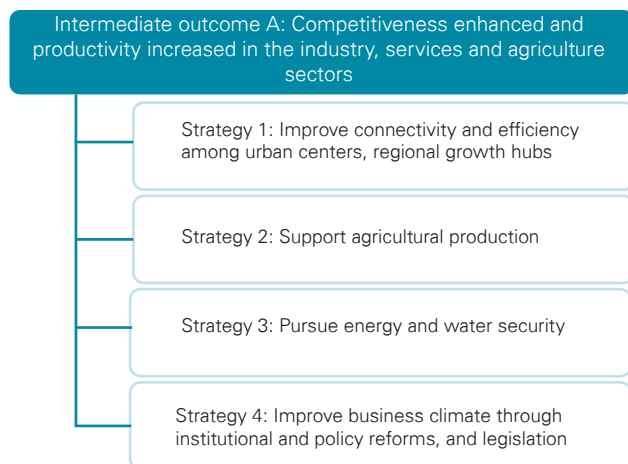 Intermediate outcome A: Competitiveness enhanced and
productivity increased in the industry, services and agriculture
sectors
Strategy 1: Improve connectivity and efficiency
among urban centers, regional growth hubs
Strategy 2: Support agricultural production
Strategy 3: Pursue energy and water security
Strategy 4: Improve business climate through
institutional and policy reforms, and legislation